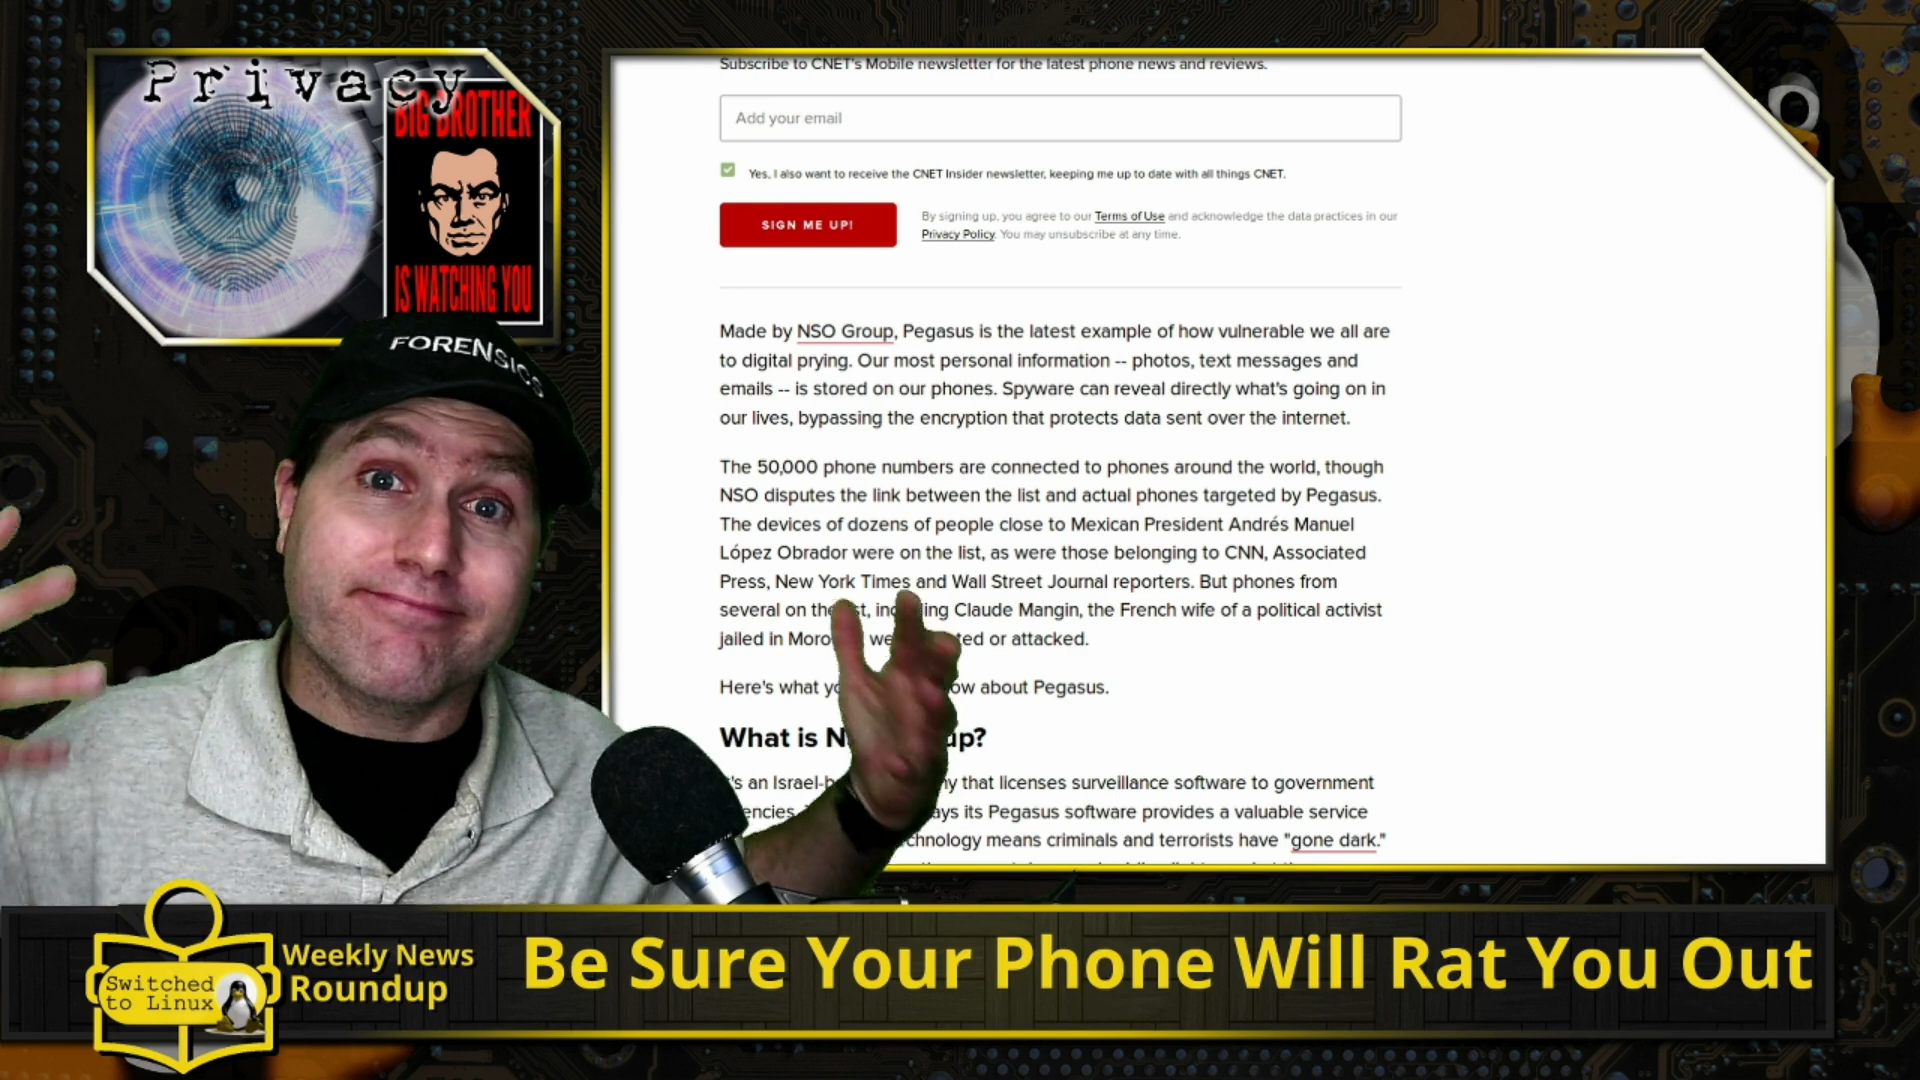 Privacy
BIG BROTHER
IS WATCHING YOU
FORENSICS
Subscribe to CNET's Mobile newsletter for the latest phone news and reviews.
Add your email
Yes, I also want to receive the CNET Insider newsletter, keeping me up to date with all things CNET.
SIGN ME UP!
By signing up, you agree to our Terms of Use and acknowledge the data practices in our
Privacy Policy. You may unsubscribe at any time.
Made by NSO Group, Pegasus is the latest example of how vulnerable we all are
to digital prying. Our most personal information -- photos, text messages and
emails -- is stored on our phones. Spyware can reveal directly what's going on in
our lives, bypassing the encryption that protects data sent over the internet.
The 50,000 phone numbers are connected to phones around the world, though
NSO disputes the link between the list and actual phones targeted by Pegasus.
The devices of dozens of people close to Mexican President Andrés Manuel
López Obrador were on the list, as were those belonging to CNN, Associated
Press, New York Times and Wall Street Journal reporters. But phones from
several on the Claude Mangin, the French wife of a political activist
jailed in or attacked.
Here's what about Pegasus.
What is
an that licenses surveillance software to government
its Pegasus software provides a valuable service
means criminals and terrorists have "gone dark."
Switched
to Linux
Weekly News
Roundup
Be Sure Your Phone Will Rat You Out